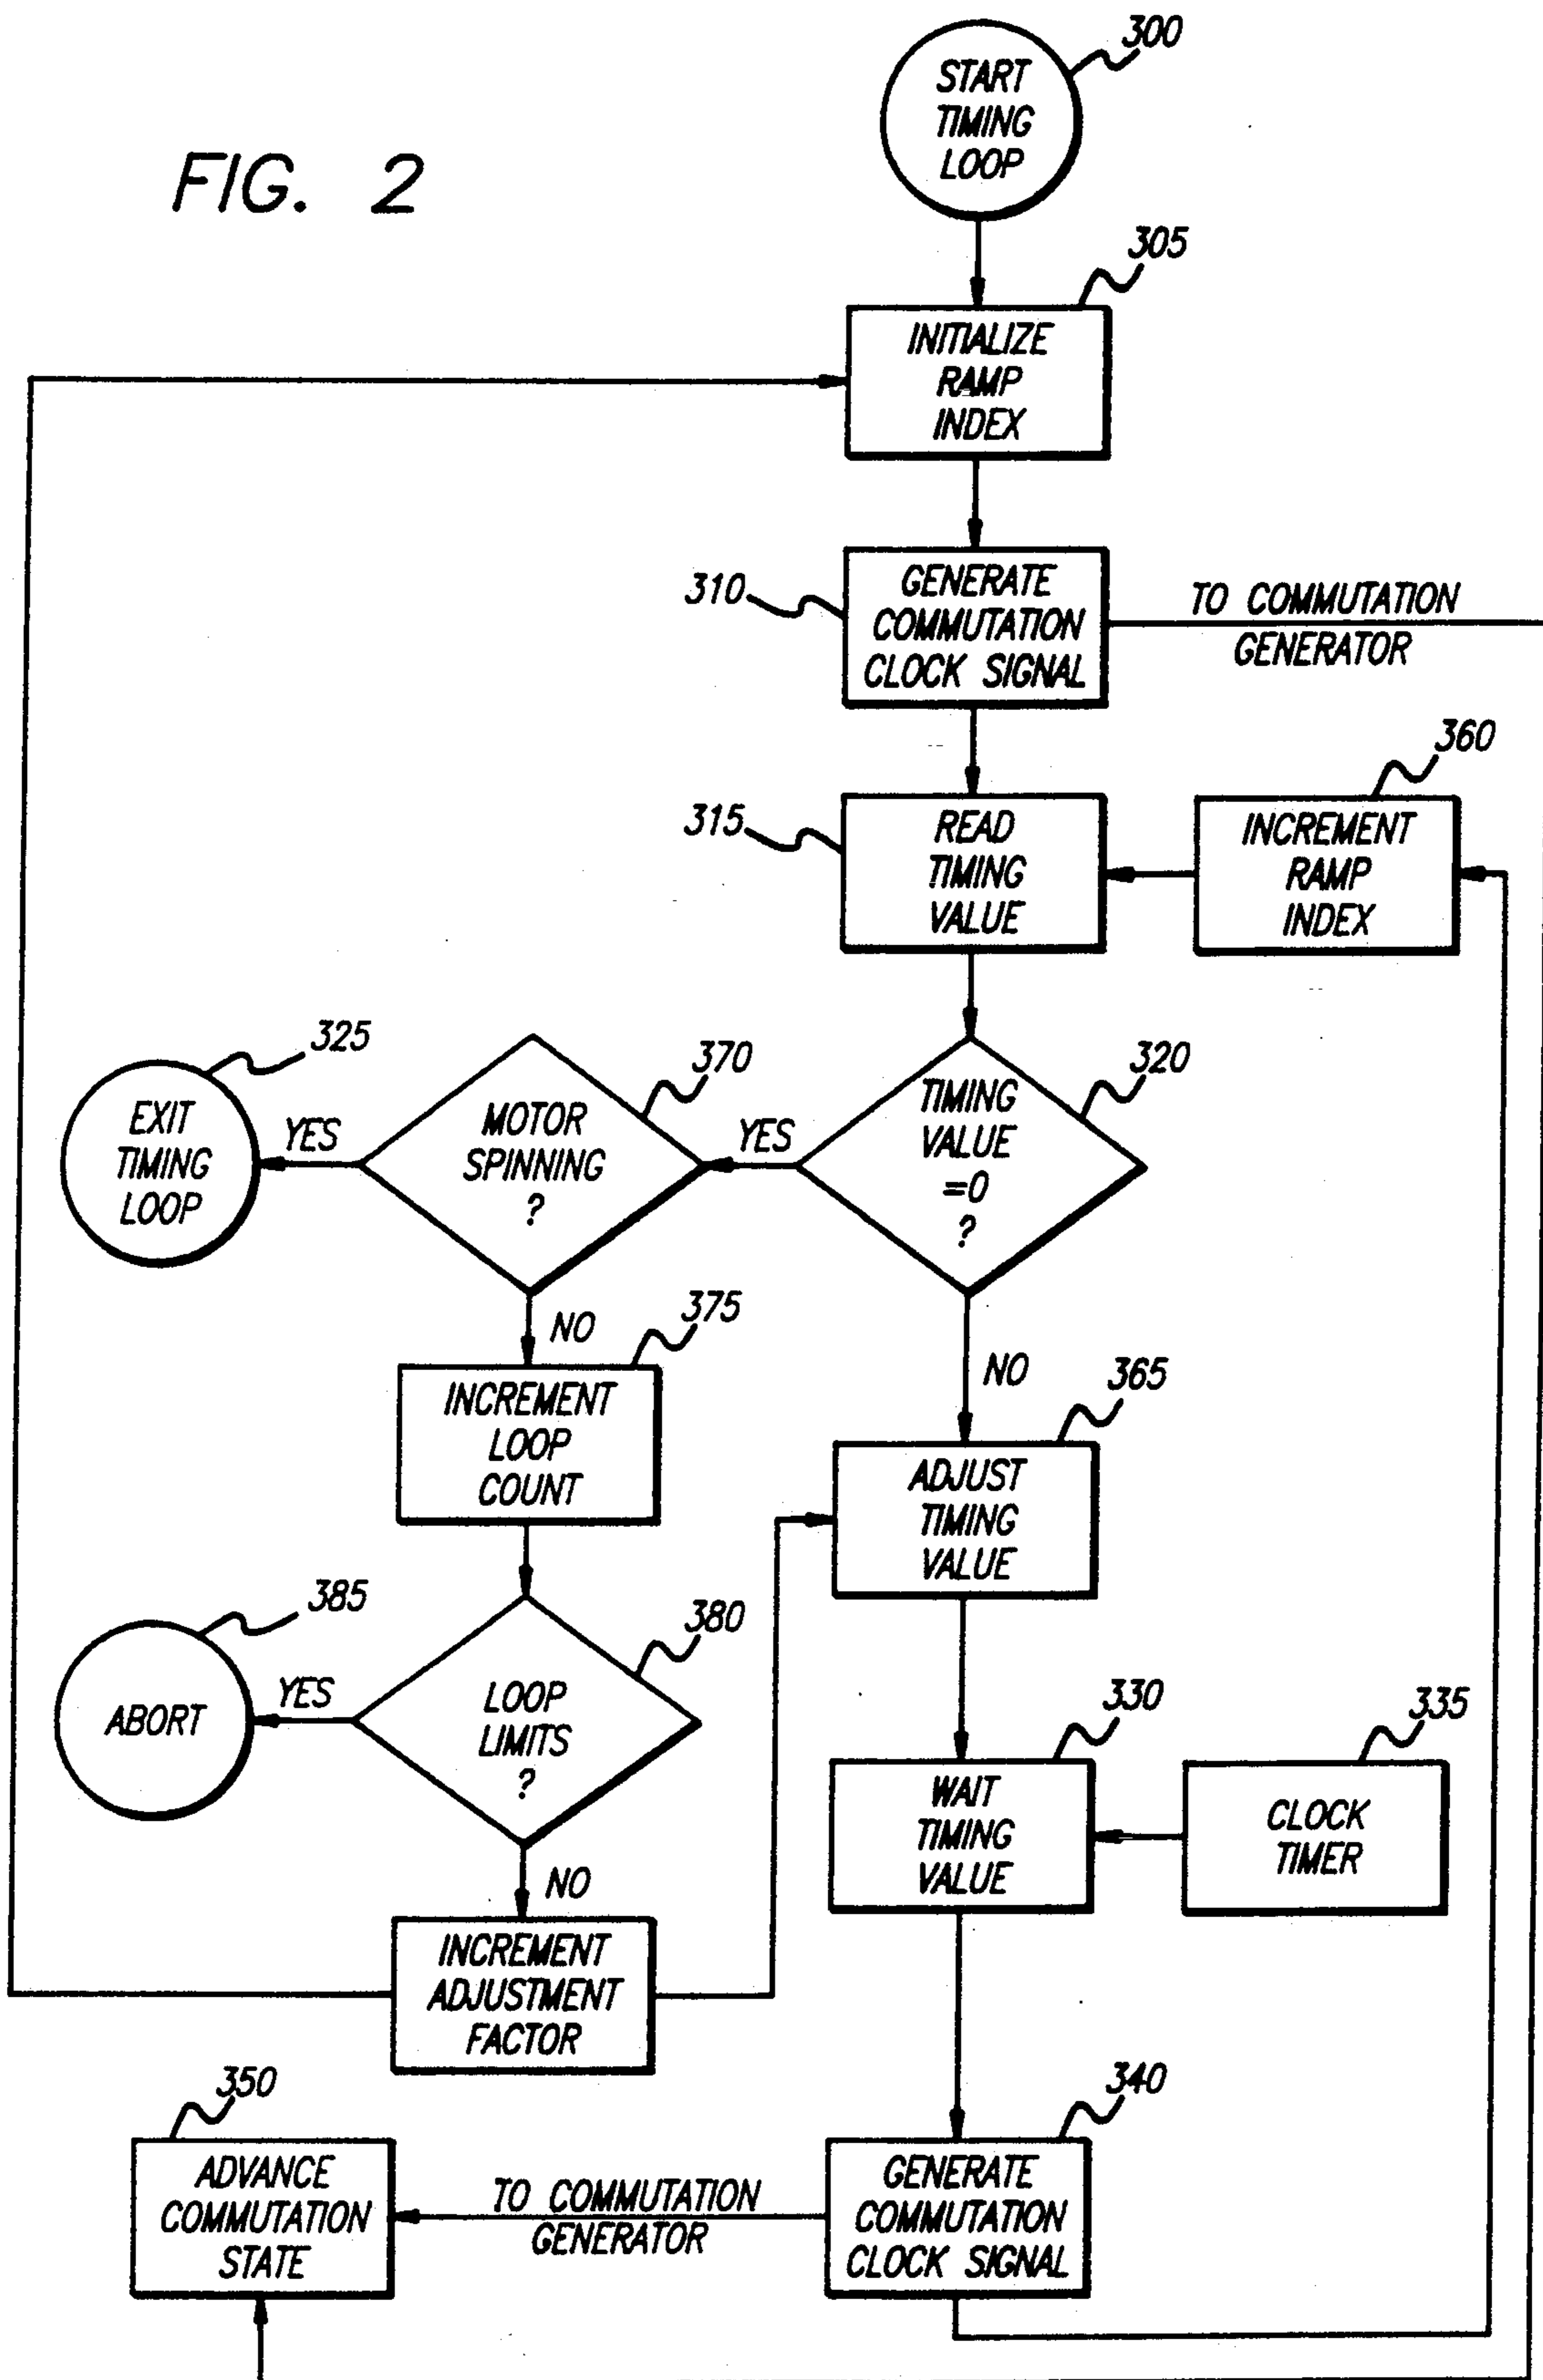 FIG. 2
300
START
TIMING
LOOP
305
INITIALIZE
RAMP
INDEX
310
GENERATE
COMMUTATION
CLOCK SIGNAL
TO COMMUTATION
GENERATOR
360
315
READ
TIMING
VALUE
INCREMENT
RAMP
INDEX
325
EXIT
TIMING
LOOP
YES
370
MOTOR
SPINNING
?
YES
320
TIMING
VALUE
=0
?
NO
375
INCREMENT
LOOP
COUNT
NO
365
ADJUST
TIMING
VALUE
385
ABORT
YES
380
LOOP
LIMITS
?
330
WAIT
TIMING
VALUE
335
CLOCK
TIMER
NO
INCREMENT
ADJUSTMENT
FACTOR
350
ADVANCE
COMMUTATION
STATE
TO COMMUTATION
GENERATOR
340
GENERATE
COMMUTATION
CLOCK SIGNAL